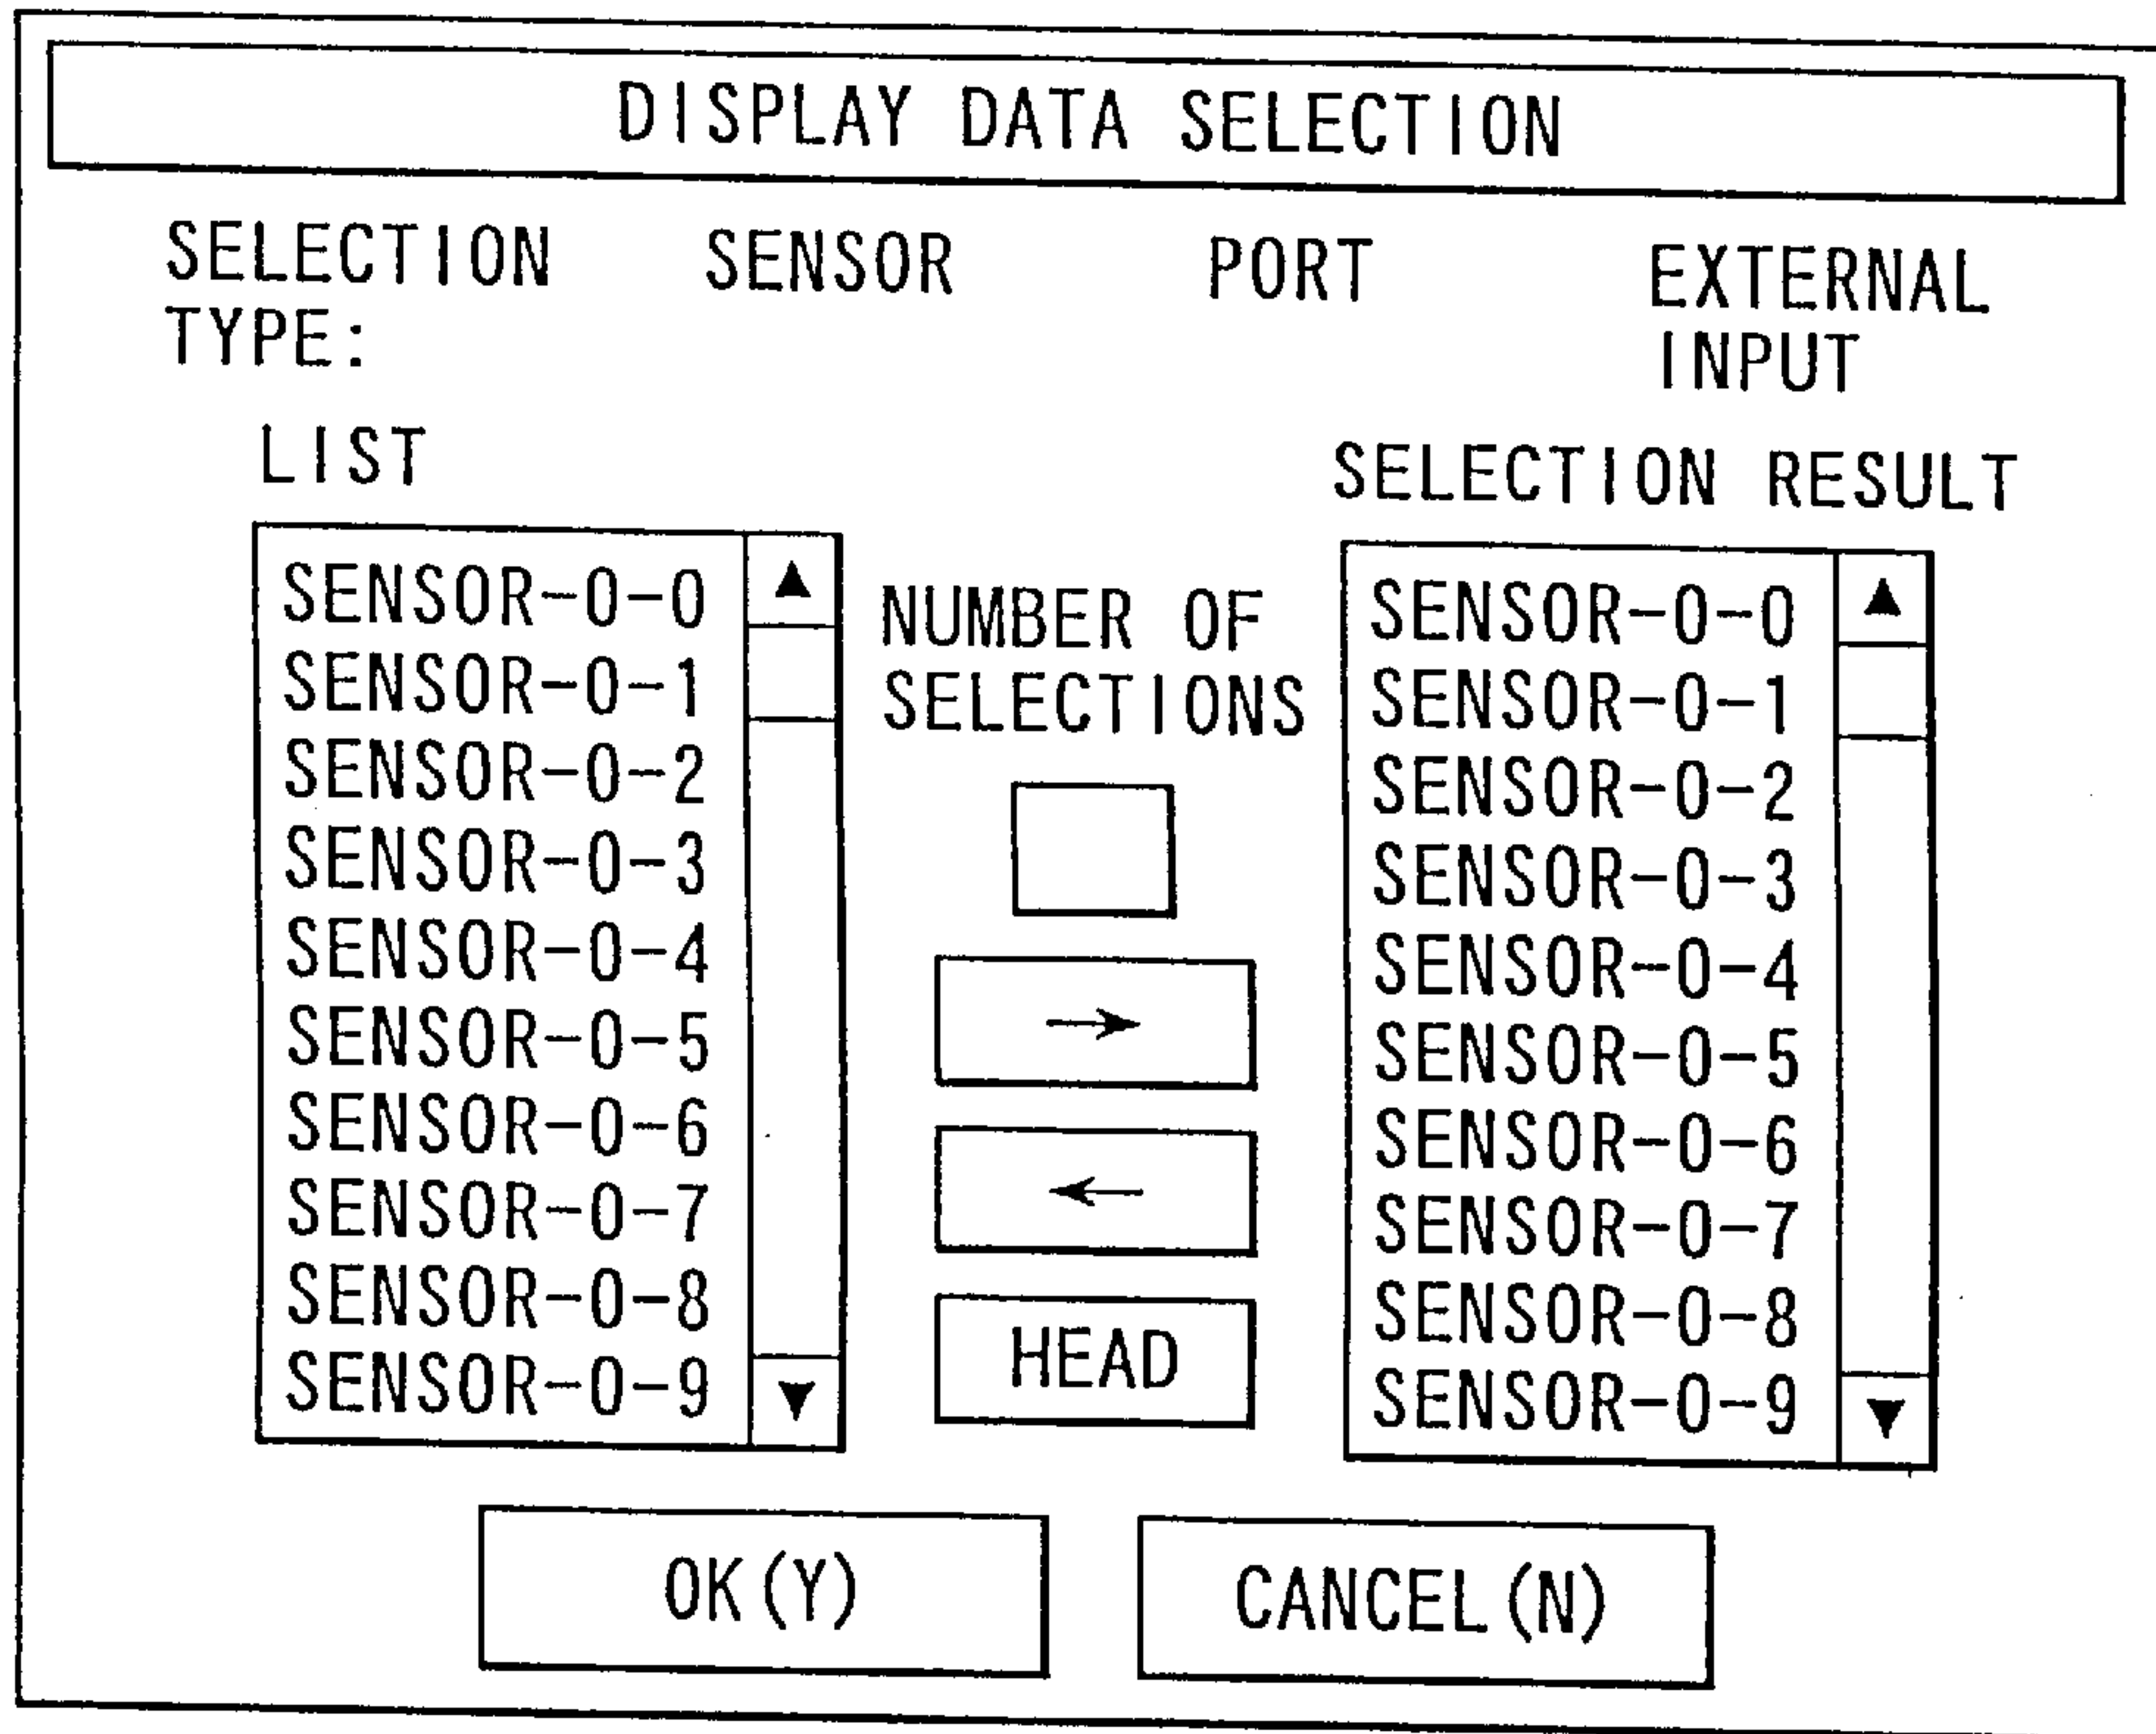 DISPLAY DATA SELECTION
SELECTION TYPE:
SENSOR
PORT
EXTERNAL INPUT
LIST
SENSOR-0-0
SENSOR-0-1
SENSOR-0-2
SENSOR-0-3
SENSOR-0-4
SENSOR-0-5
SENSOR-0-6
SENSOR-0-7
SENSOR-0-8
SENSOR-0-9
NUMBER OF
SELECTIONS
→
←
HEAD
SELECTION RESULT
SENSOR-0-0
SENSOR-0-1
SENSOR-0-2
SENSOR-0-3
SENSOR-0-4
SENSOR-0-5
SENSOR-0-6
SENSOR-0-7
SENSOR-0-8
SENSOR-0-9
OK(Y)
CANCEL(N)